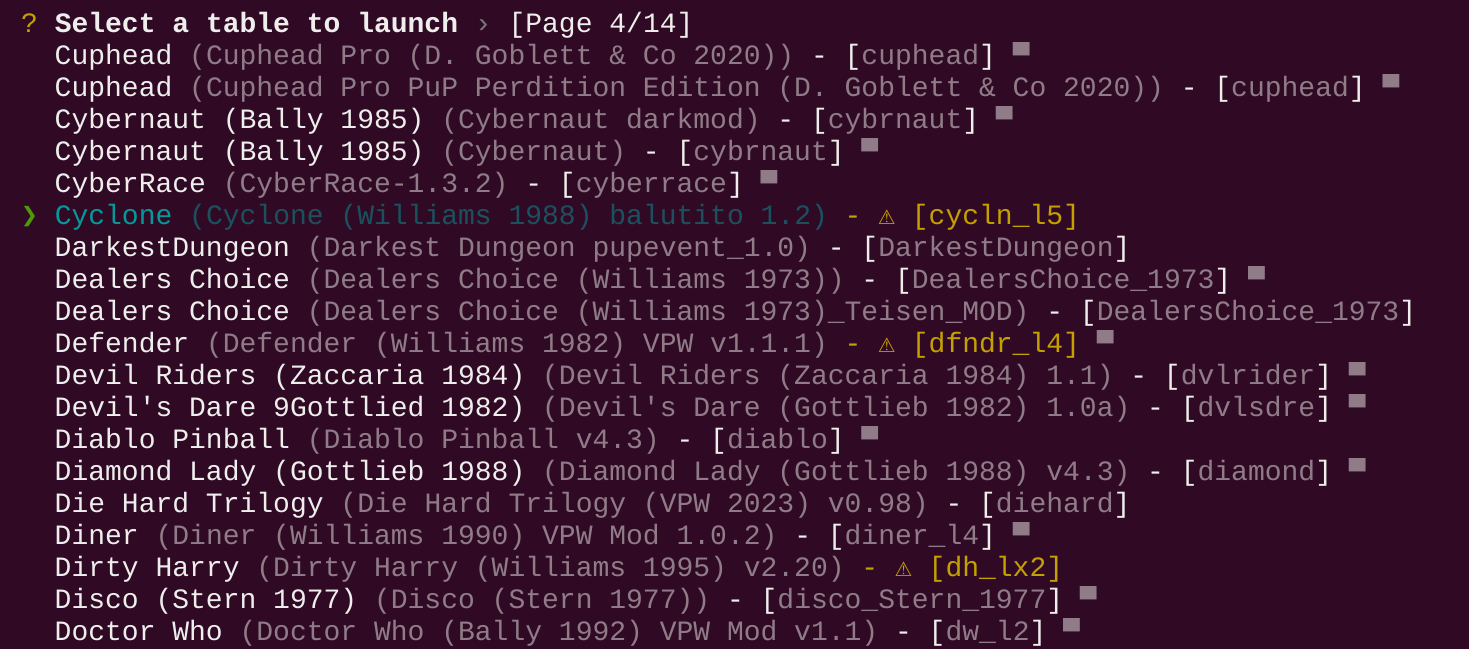 ? Select a table to launch › [Page 4/14]
Cuphead (Cuphead Pro (D. Goblett & Co 2020)) - [cuphead] ▀
Cuphead (Cuphead Pro PuP Perdition Edition (D. Goblett & Co 2020)) - [cuphead] ▀
Cybernaut (Bally 1985) (Cybernaut darkmod) - [cybrnaut] ▀
Cybernaut (Bally 1985) (Cybernaut) - [cybrnaut] ▀
CyberRace (CyberRace-1.3.2) - [cyberrace] ▀
❯ Cyclone (Cyclone (Williams 1988) balutito 1.2) - ⚠ [cycln_l5]
DarkestDungeon (Darkest Dungeon pupevent_1.0) - [DarkestDungeon]
Dealers Choice (Dealers Choice (Williams 1973)) - [DealersChoice_1973] ▀
Dealers Choice (Dealers Choice (Williams 1973)_Teisen_MOD) - [DealersChoice_1973]
Defender (Defender (Williams 1982) VPW v1.1.1) - ⚠ [dfndr_l4] ▀
Devil Riders (Zaccaria 1984) (Devil Riders (Zaccaria 1984) 1.1) - [dvlrider] ▀
Devil's Dare 9Gottlied 1982) (Devil's Dare (Gottlieb 1982) 1.0a) - [dvlsdre] ▀
Diablo Pinball (Diablo Pinball v4.3) - [diablo] ▀
Diamond Lady (Gottlieb 1988) (Diamond Lady (Gottlieb 1988) v4.3) - [diamond] ▀
Die Hard Trilogy (Die Hard Trilogy (VPW 2023) v0.98) - [diehard]
Diner (Diner (Williams 1990) VPW Mod 1.0.2) - [diner_l4] ▀
Dirty Harry (Dirty Harry (Williams 1995) v2.20) - ⚠ [dh_lx2]
Disco (Stern 1977) (Disco (Stern 1977)) - [disco_Stern_1977] ▀
Doctor Who (Doctor Who (Bally 1992) VPW Mod v1.1) - [dw_l2] ▀